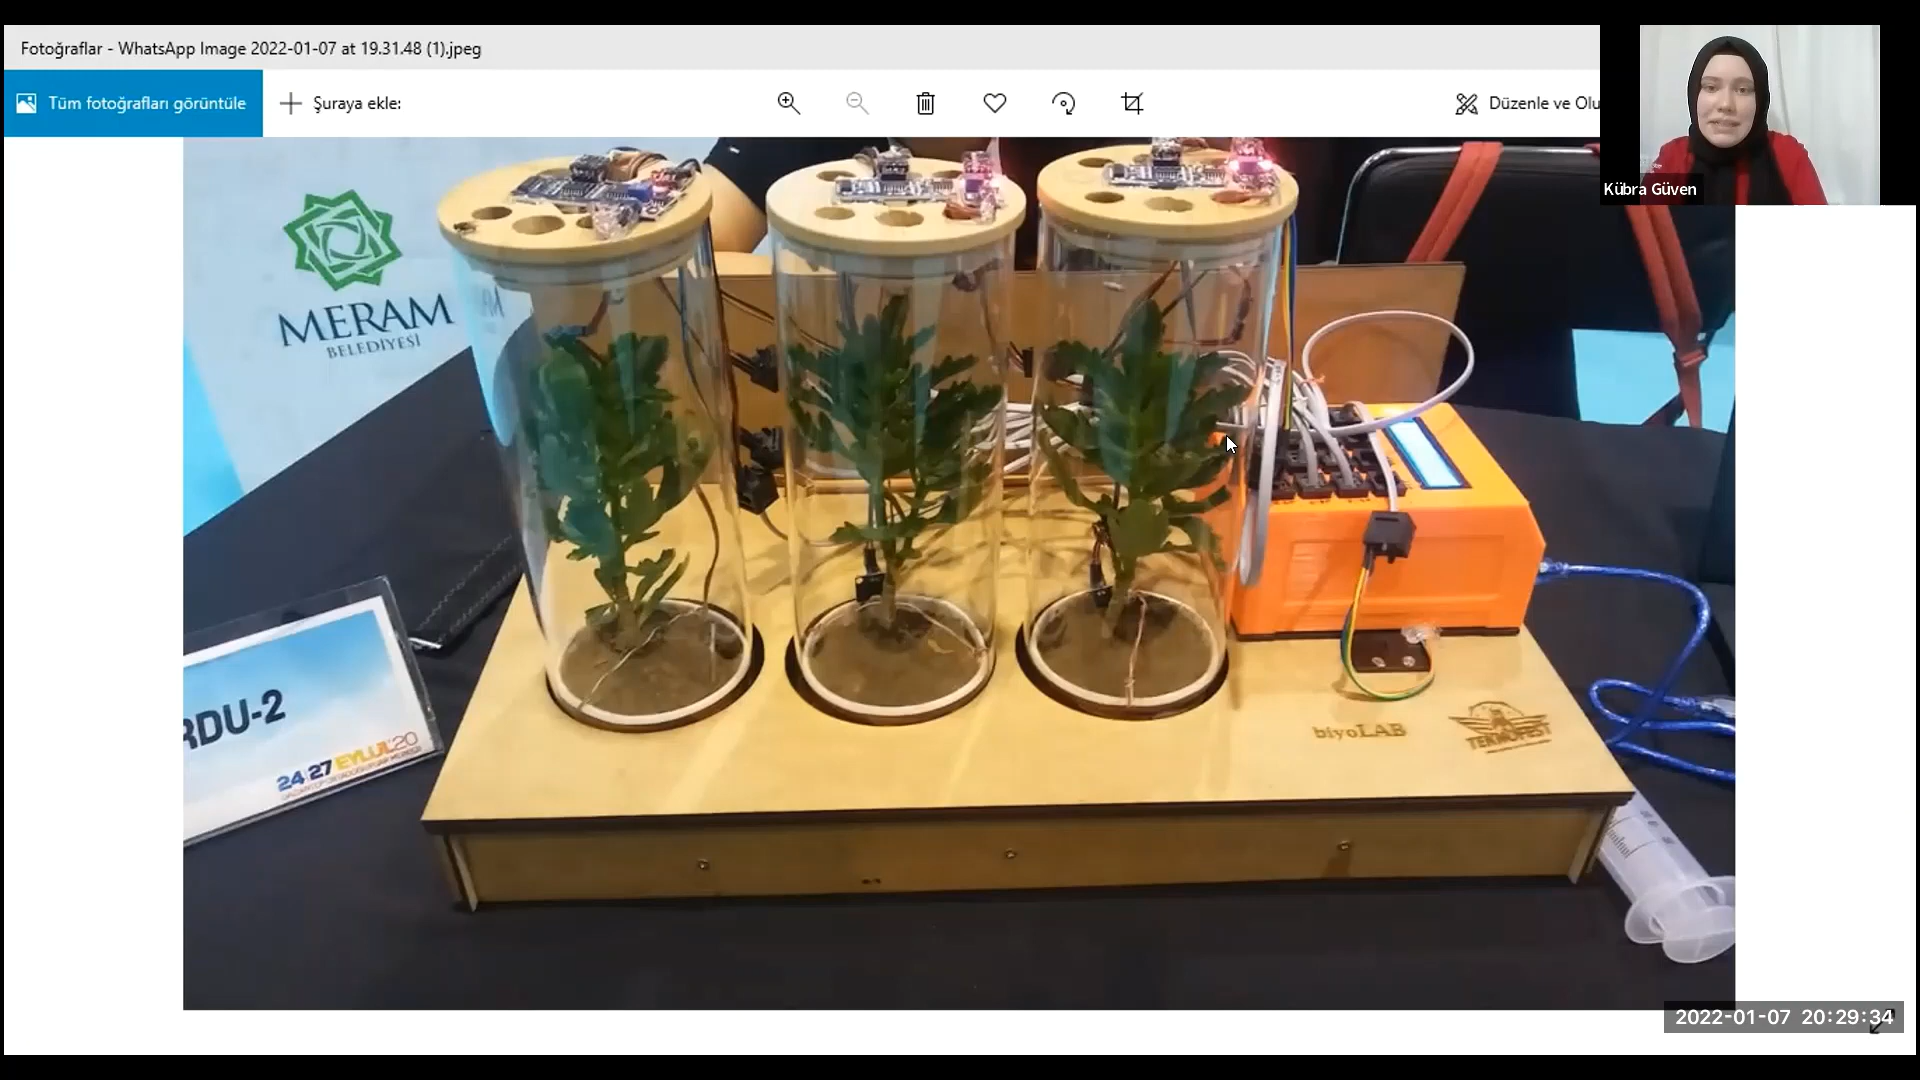 Fotoğraflar - WhatsApp Image 2022-01-07 at 19.31.48 (1).jpeg
Tüm fotoğrafları görüntüle
Şuraya ekle:
Düzenle ve Olu
Kübra Güven
MERAM
BELEDİYESİ
RDU-2
24 27 EYLÜL'20
biyoLAB
TEKNOFEST
2022-01-07 20:29:34